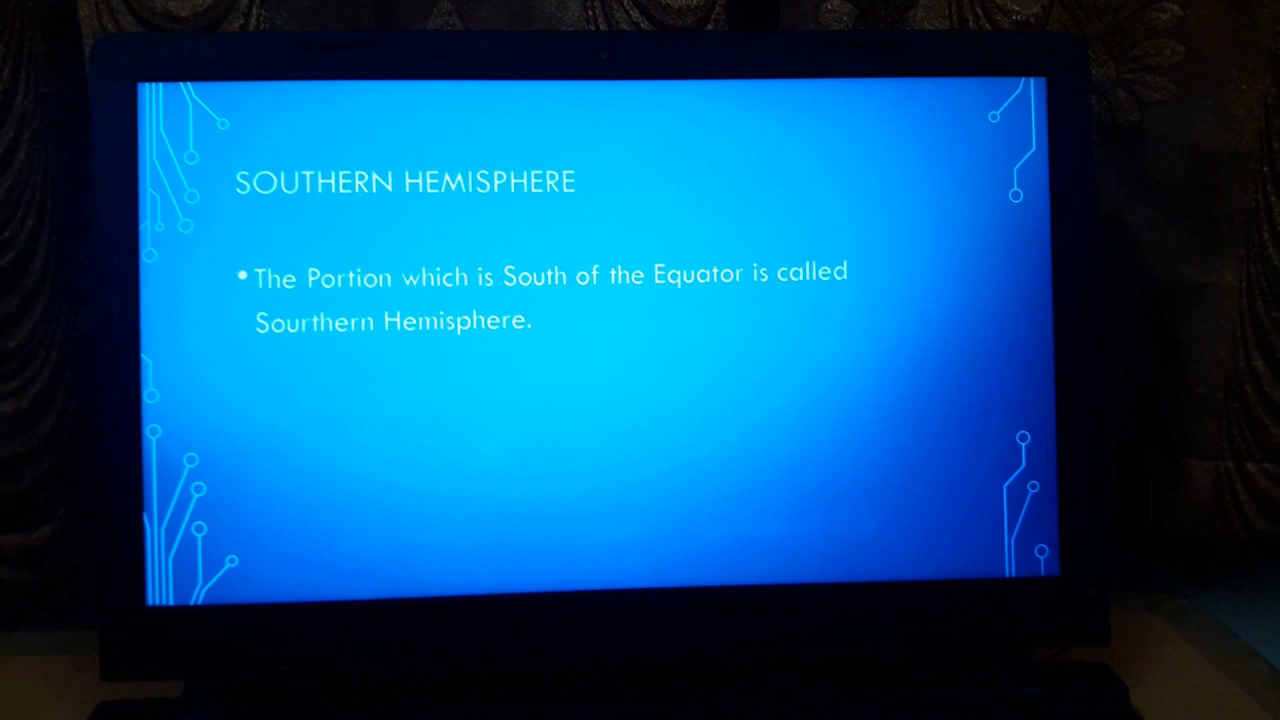 SOUTHERN HEMISPHERE
• The Portion which is South of the Equator is called
Sourthern Hemisphere.